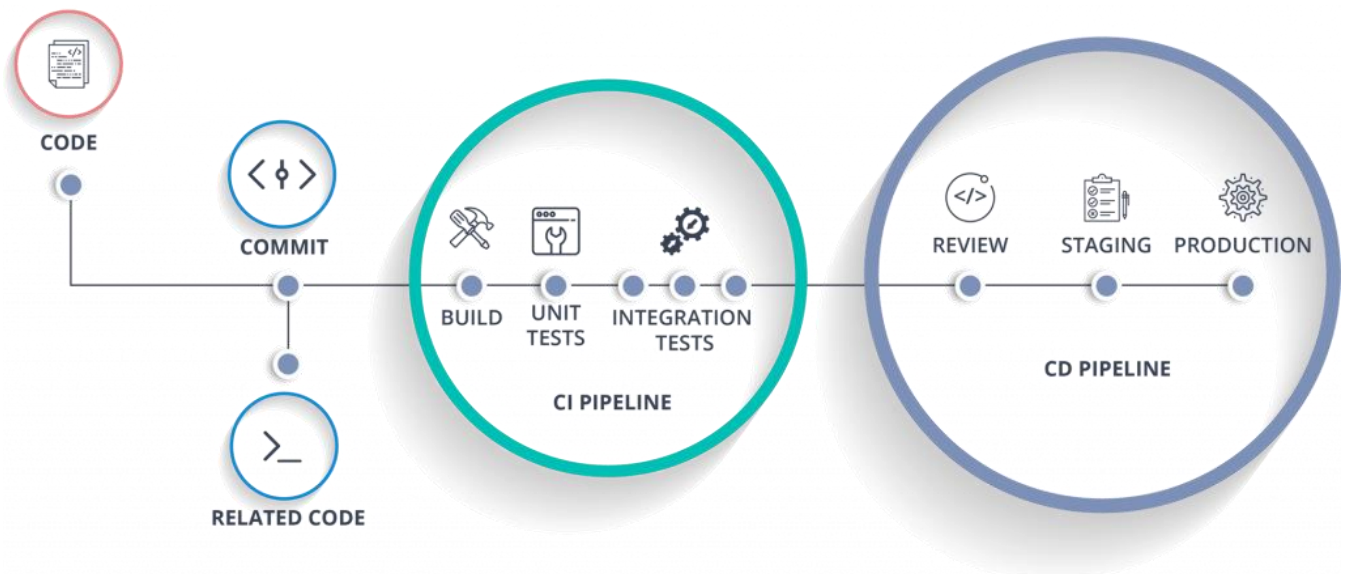 CODE
COMMIT
RELATED CODE
BUILD
UNIT
TESTS
INTEGRATION
TESTS
CI PIPELINE
REVIEW
STAGING
PRODUCTION
CD PIPELINE